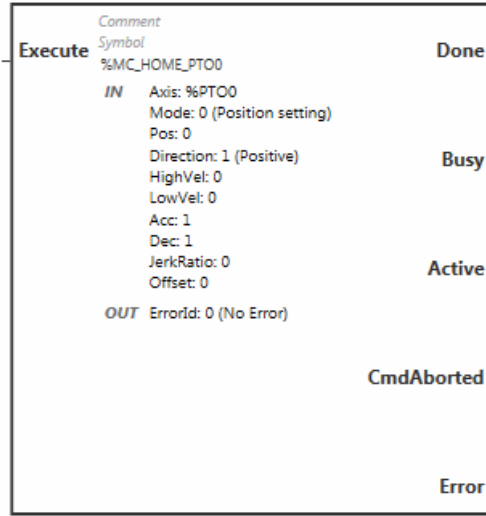 Comment
Execute Symbol Done
%MC_HOME_PTO0
IN Axis: %PTO0
Mode: 0 (Position setting)
Pos: 0
Direction: 1 (Positive) Busy
HighVel: 0
LowVel: 0
Acc: 1
Dec: 1
JerkRatio: 0 Active
Offset: 0
OUT ErrorId: 0 (No Error)
CmdAborted
Error